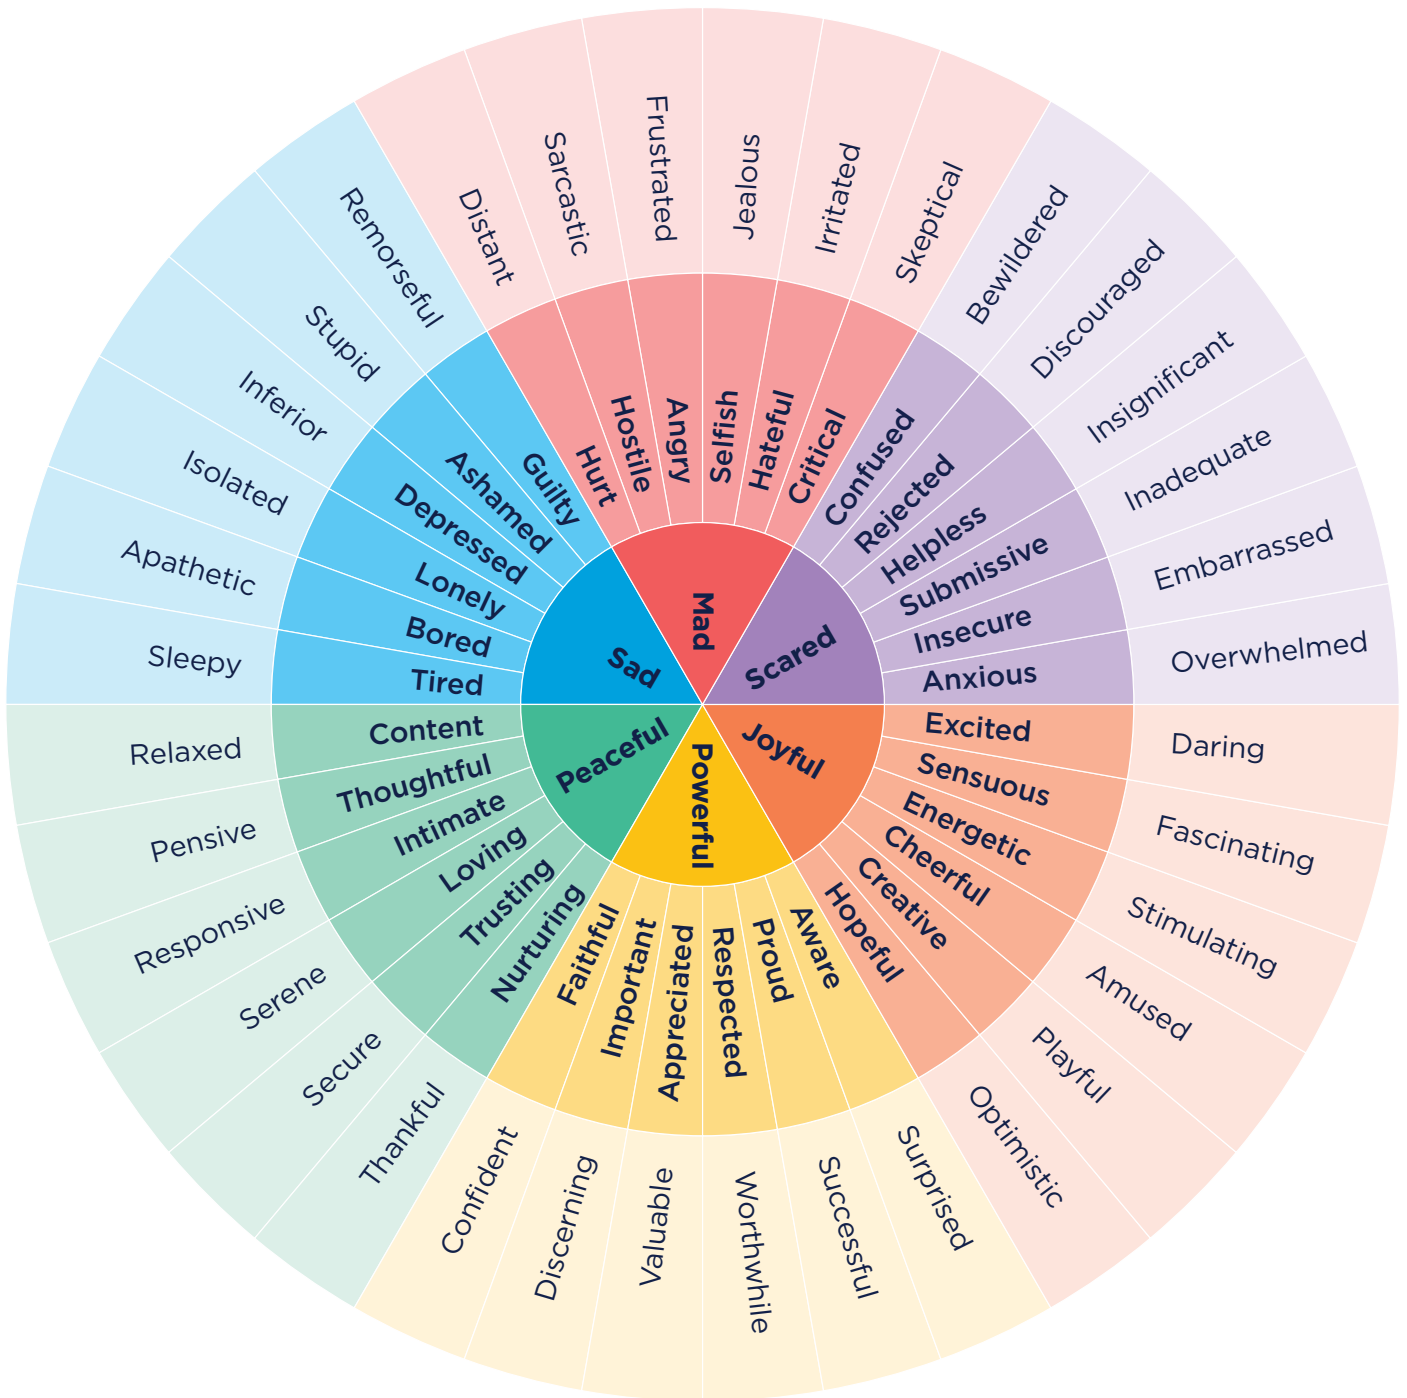 Mad
Scared
Joyful
Powerful
Peaceful
Sad
Hurt
Hostile
Angry
Selfish
Hateful
Critical
Confused
Rejected
Helpless
Submissive
Insecure
Anxious
Excited
Sensuous
Energetic
Cheerful
Creative
Hopeful
Aware
Proud
Respected
Appreciated
Important
Faithful
Nurturing
Trusting
Loving
Intimate
Thoughtful
Content
Tired
Bored
Lonely
Depressed
Ashamed
Guilty
Distant
Sarcastic
Frustrated
Jealous
Irritated
Skeptical
Bewildered
Discouraged
Insignificant
Inadequate
Embarrassed
Overwhelmed
Daring
Fascinating
Stimulating
Amused
Playful
Optimistic
Surprised
Successful
Worthwhile
Valuable
Discerning
Confident
Thankful
Secure
Serene
Responsive
Pensive
Relaxed
Sleepy
Apathetic
Isolated
Inferior
Stupid
Remorseful